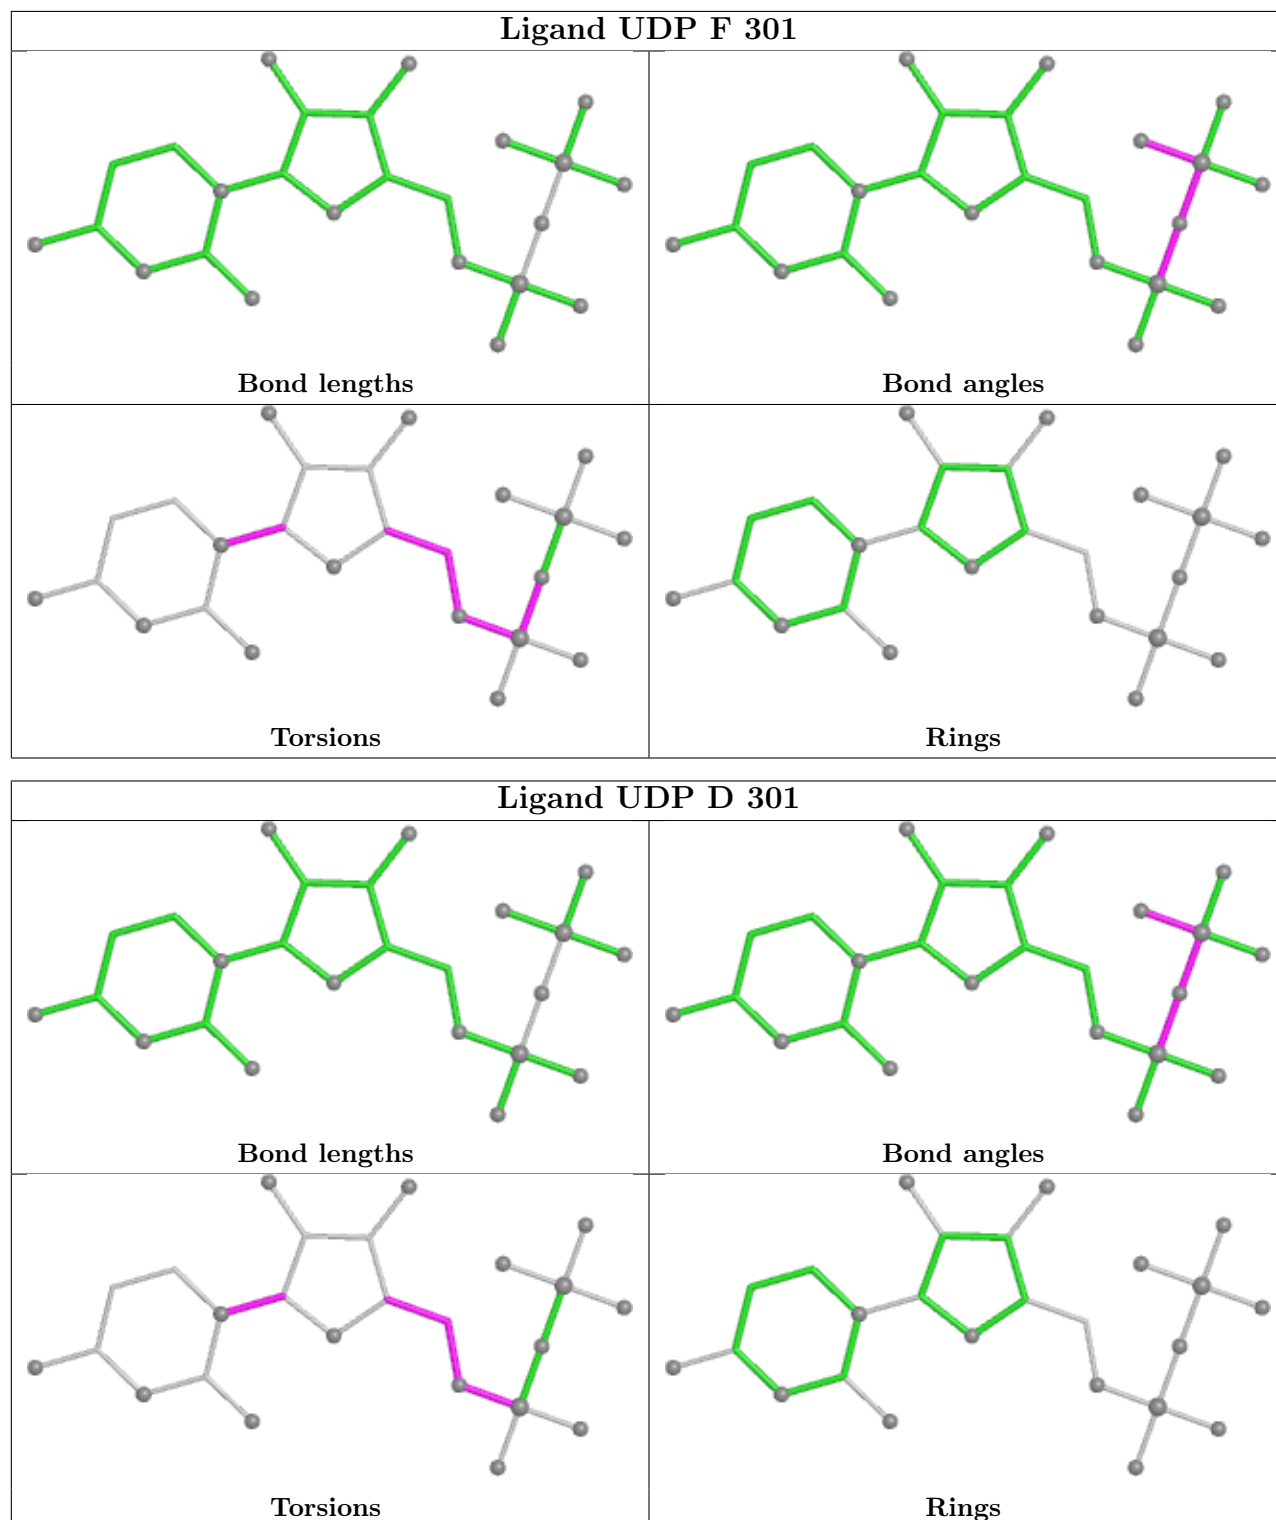 Ligand UDP F 301
Bond lengths
Bond angles
Torsions
Rings
Ligand UDP D 301
Bond lengths
Bond angles
Torsions
Rings